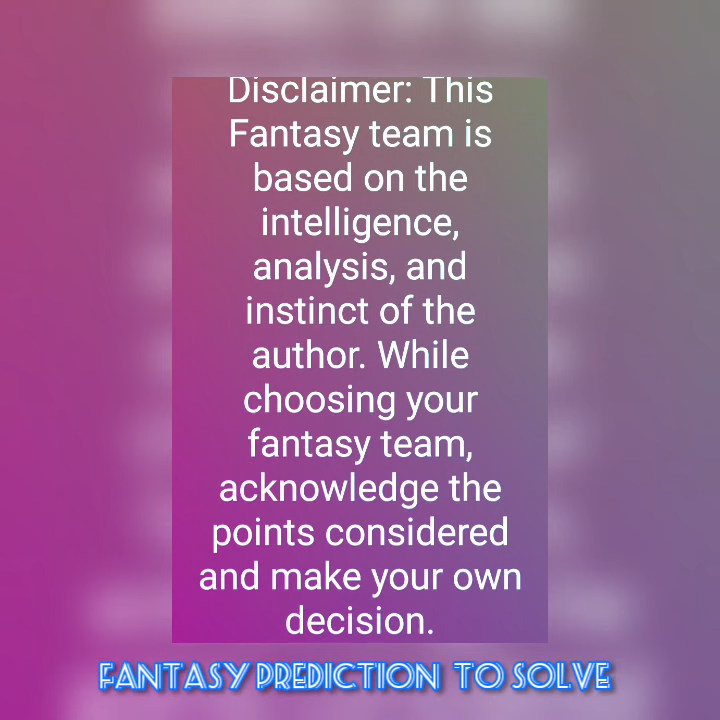 Disclaimer: This
Fantasy team is
based on the
intelligence,
analysis, and
instinct of the
author. While
choosing your
fantasy team,
acknowledge the
points considered
and make your own
decision.
FANTASY PREDICTION TO SOLVE